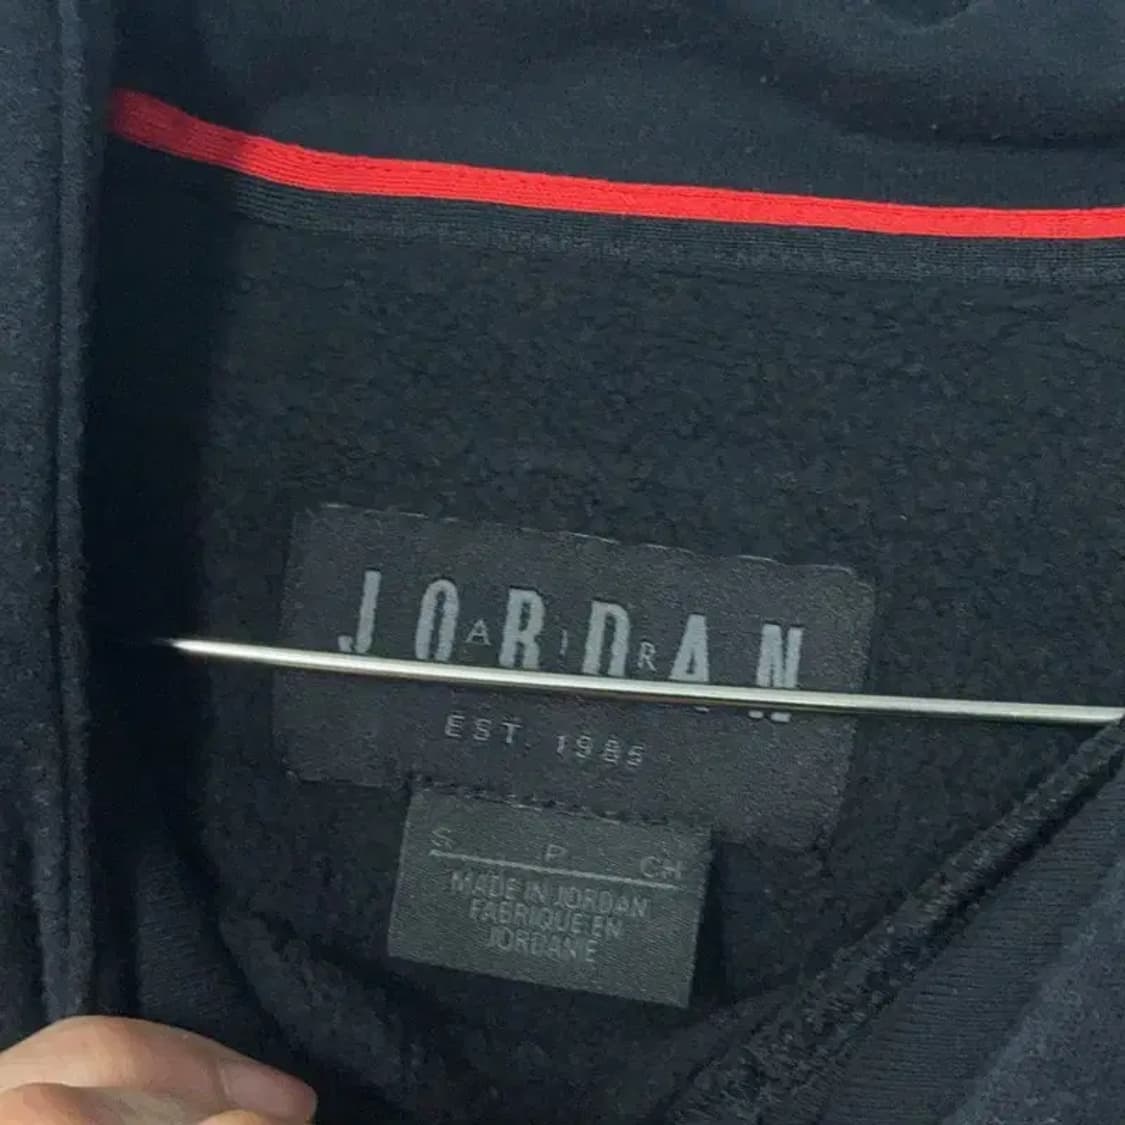 JORDAN
AIR
EST. 1985
S P CH
MADE IN JORDAN
FABRIQUE EN
JORDANIE